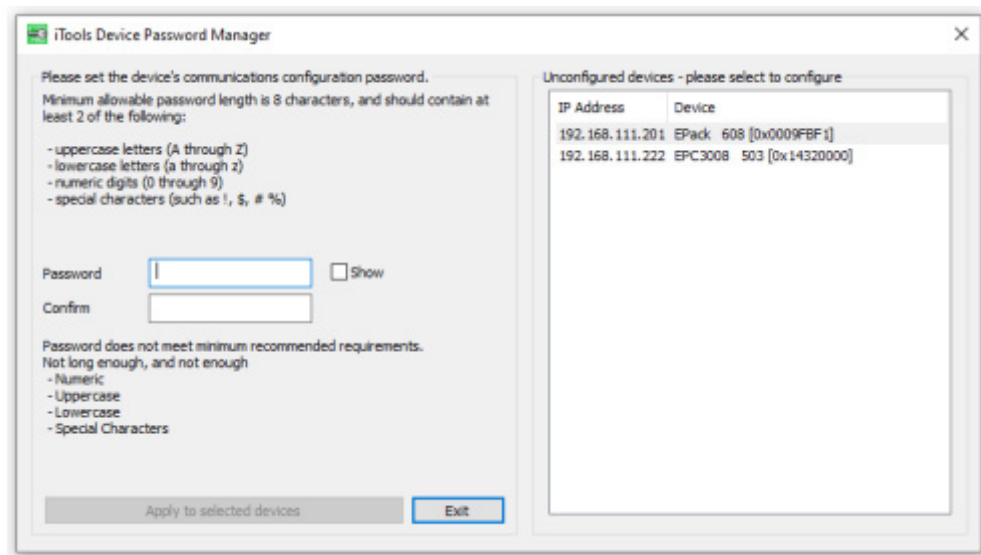 iTools Device Password Manager
Please set the device's communications configuration password.
Minimum allowable password length is 8 characters, and should contain at
least 2 of the following:
- uppercase letters (A through Z)
- lowercase letters (a through z)
- numeric digits (0 through 9)
- special characters (such as !, $, # %)
Password
Show
Confirm
Password does not meet minimum recommended requirements.
Not long enough, and not enough
- Numeric
- Uppercase
- Lowercase
- Special Characters
Apply to selected devices
Exit
Unconfigured devices - please select to configure
IP Address Device
192.168.111.201 EPack 608 [0x0009FBF1]
192.168.111.222 EPC3008 503 [0x14320000]